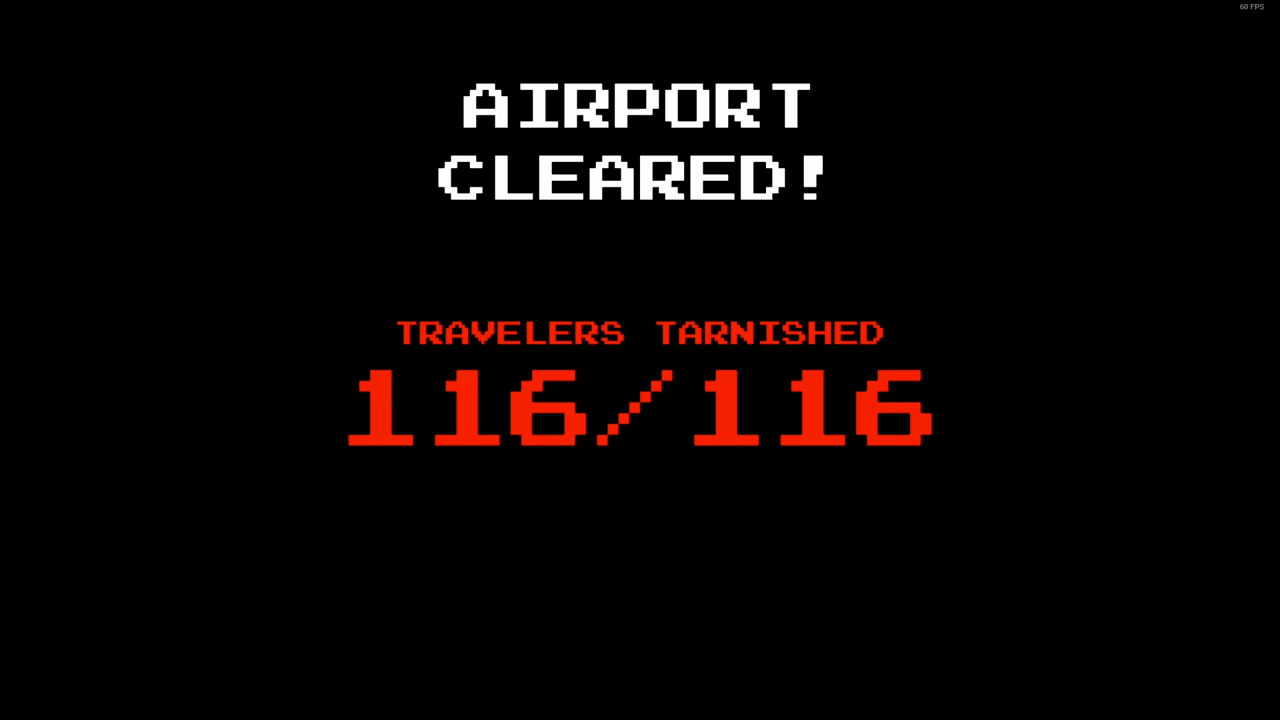 60 FPS
AIRPORT
CLEARED!
TRAVELERS TARNISHED
116/116